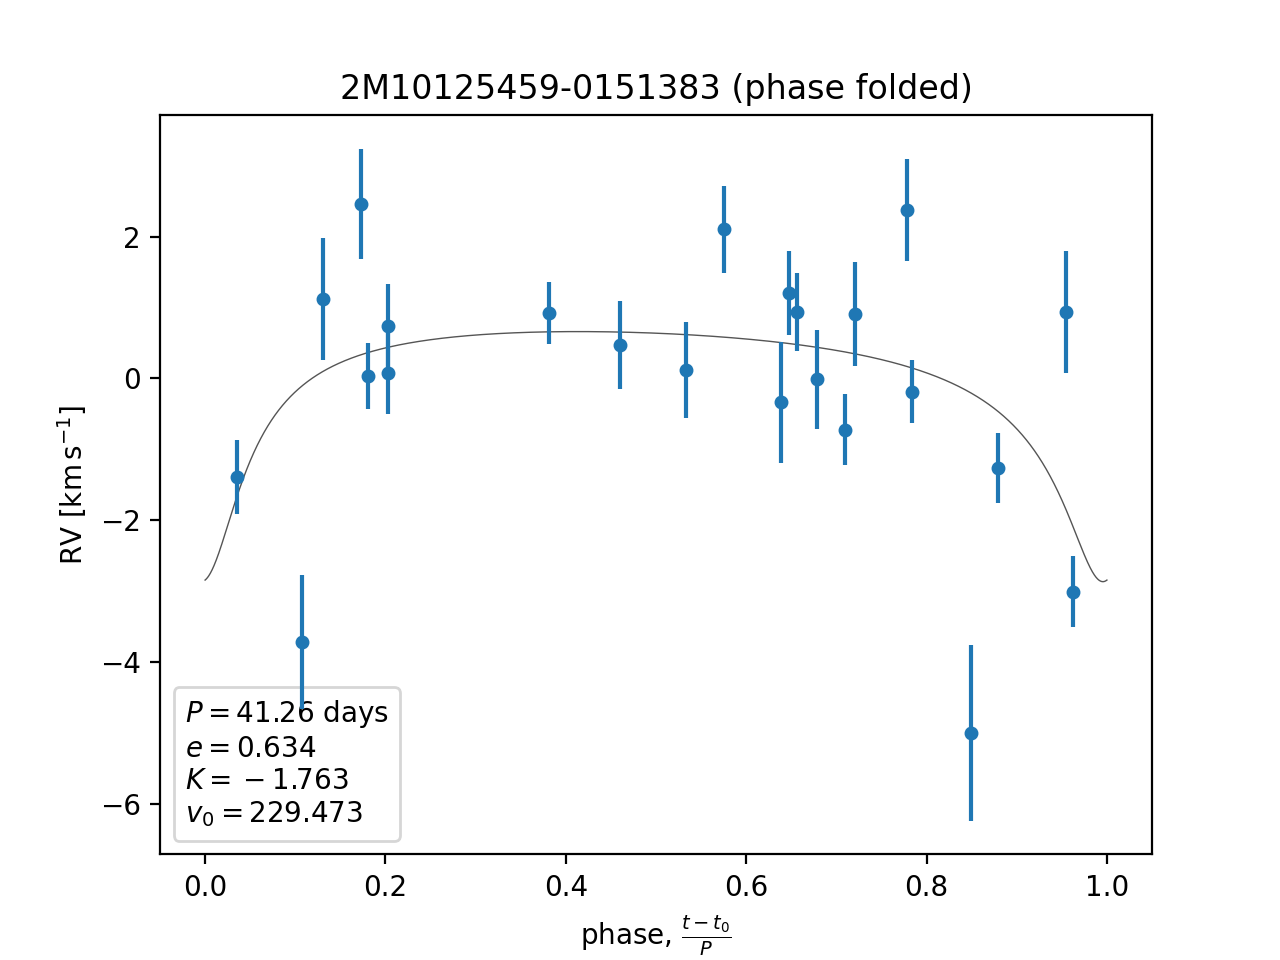 2M10125459-0151383 (phase folded)
RV [km s⁻¹]
2
0
−2
−4
−6
P = 41.26 days
e = 0.634
K = −1.763
v₀ = 229.473
0.0 0.2 0.4 0.6 0.8 1.0
phase, (t − t₀)/P